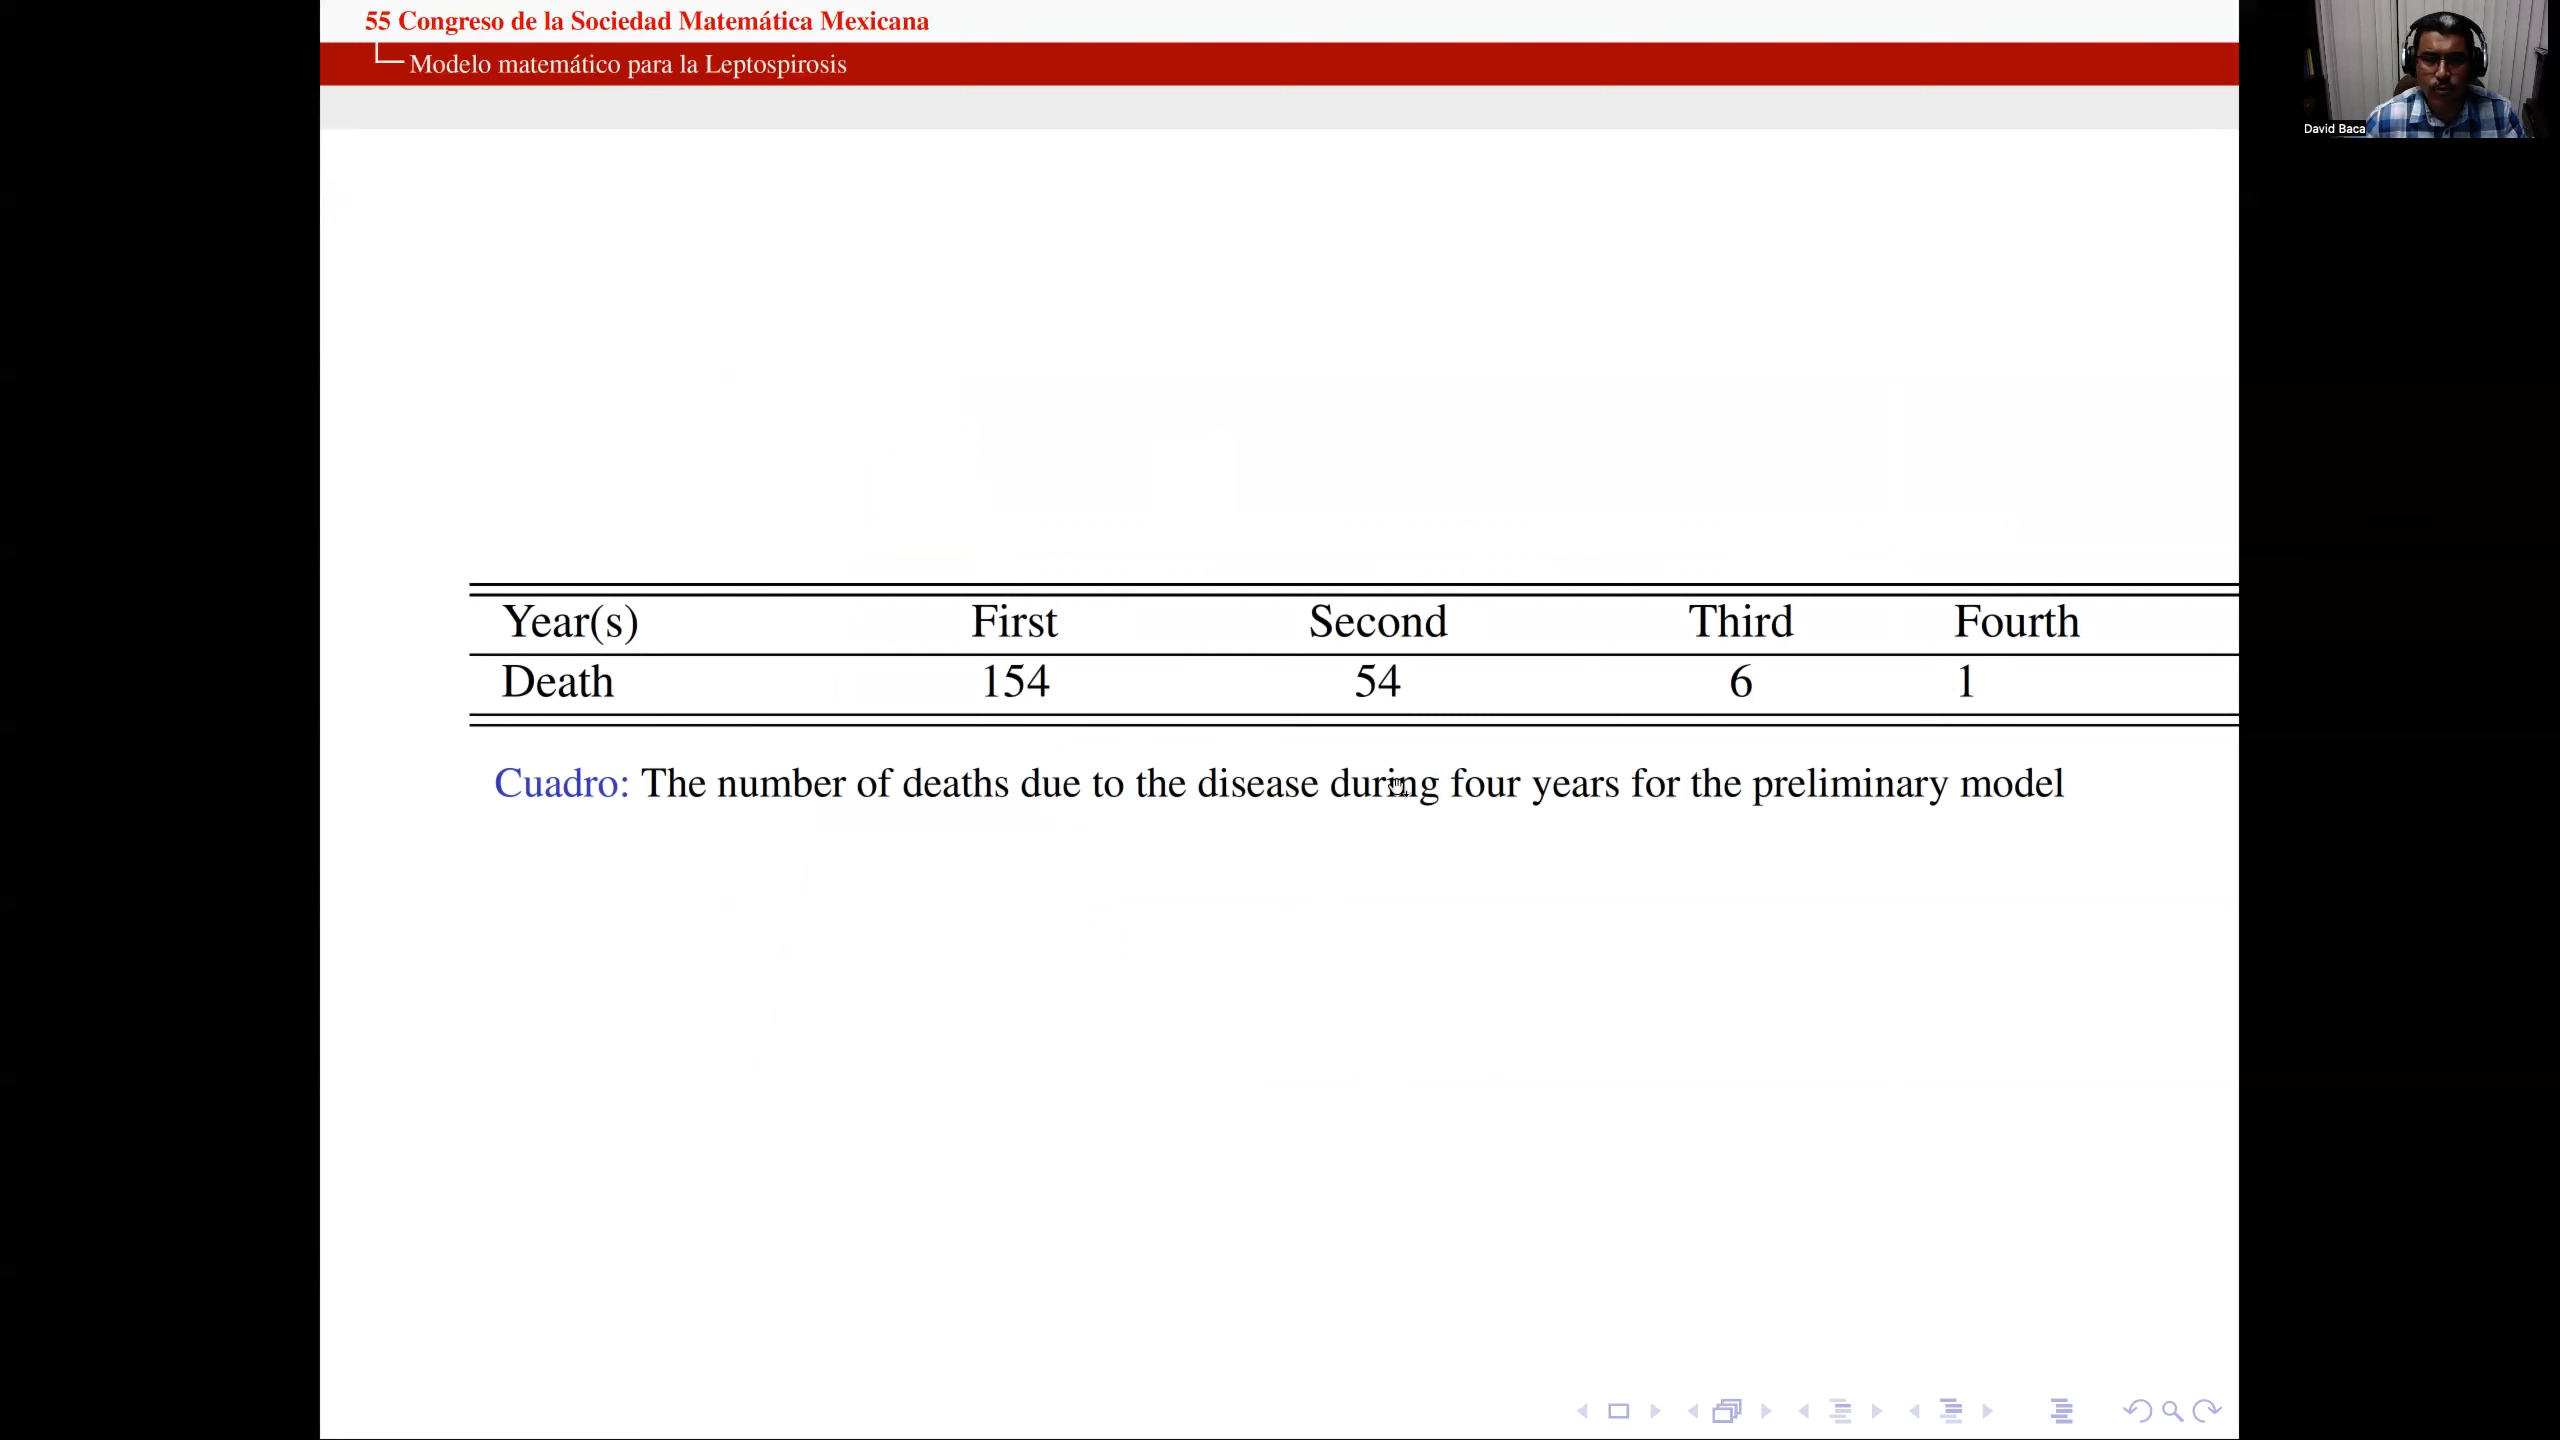 55 Congreso de la Sociedad Matemática Mexicana
Modelo matemático para la Leptospirosis
David Baca
Year(s) First Second Third Fourth
Death 154 54 6 1
Cuadro: The number of deaths due to the disease during four years for the preliminary model